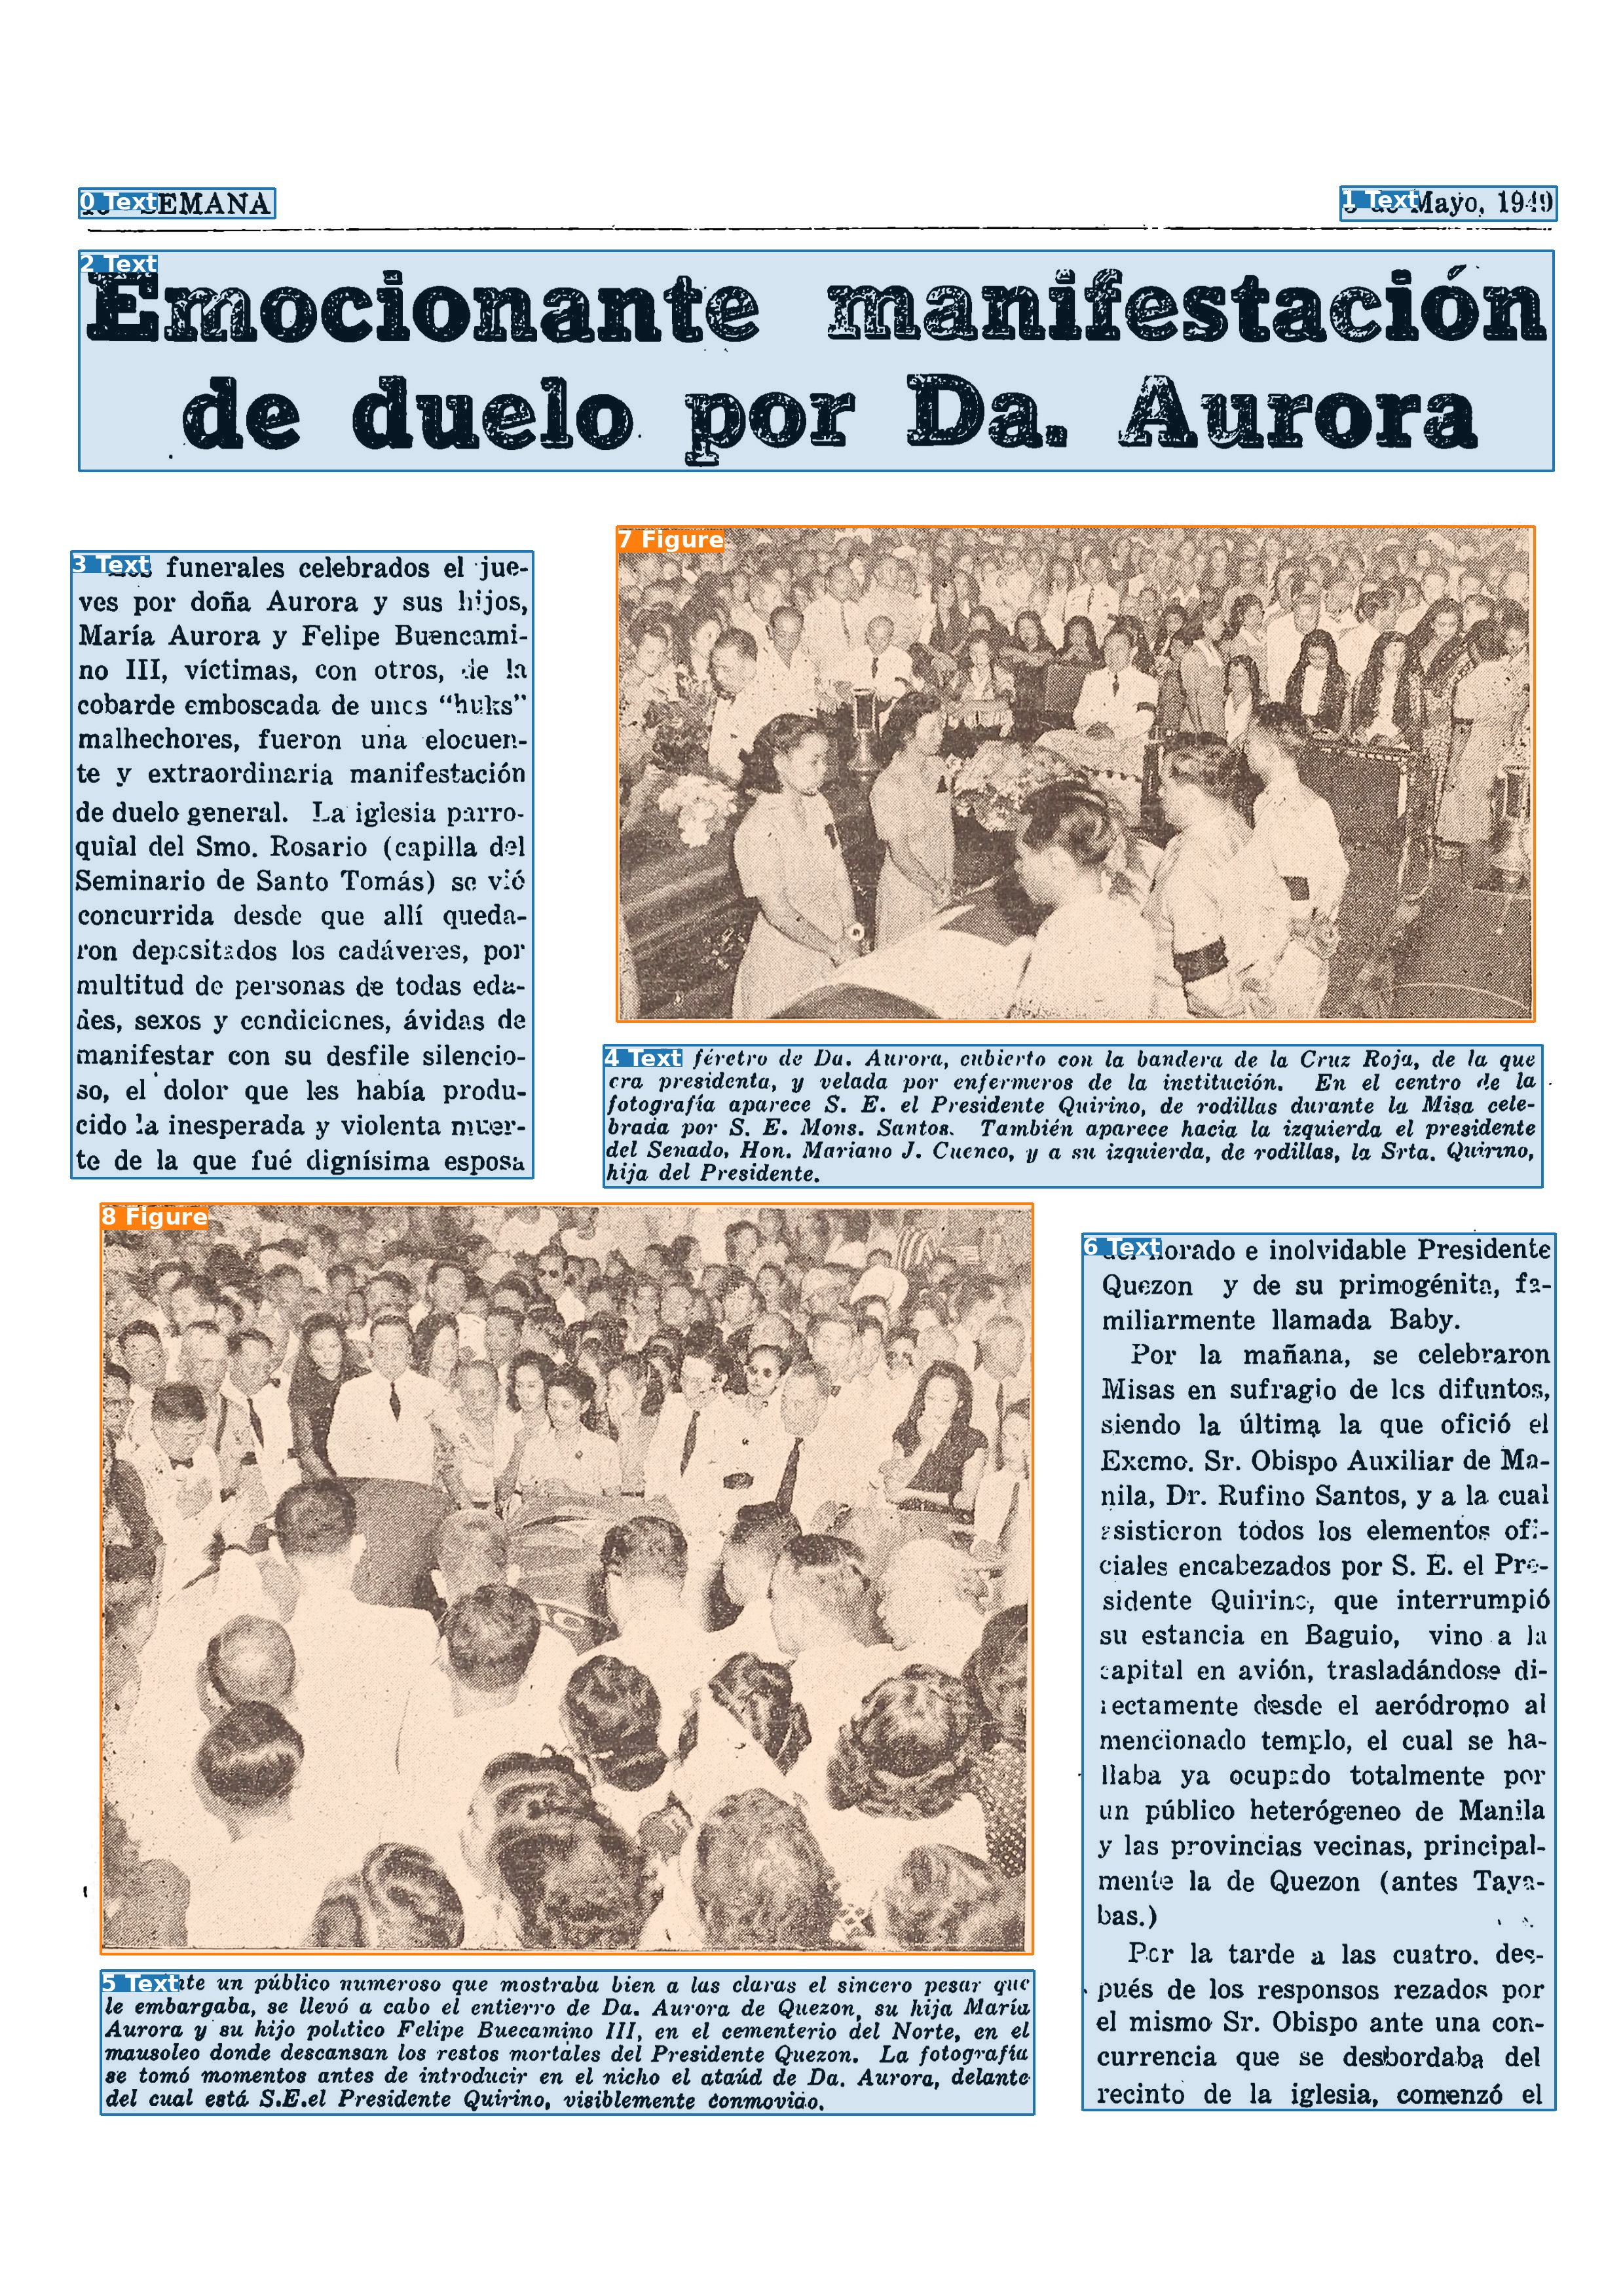 0 Text SEMANA
1 Text Mayo, 1949
2 Text
Emocionante manifestación
de duelo por Da. Aurora
3 Text funerales celebrados el jue-
ves por doña Aurora y sus hijos,
María Aurora y Felipe Buencami-
no III, víctimas, con otros, de la
cobarde emboscada de unos “huks”
malhechores, fueron una elocuen-
te y extraordinaria manifestación
de duelo general. La iglesia parro-
quial del Smo. Rosario (capilla del
Seminario de Santo Tomás) se vió
concurrida desde que allí queda-
ron depositados los cadáveres, por
multitud de personas de todas eda-
des, sexos y condiciones, ávidas de
manifestar con su desfile silencio-
so, el dolor que les había produ-
cido la inesperada y violenta muer-
te de la que fué dignísima esposa
7 Figure
4 Text féretro de Da. Aurora, cubierto con la bandera de la Cruz Roja, de la que
era presidenta, y velada por enfermeros de la institución. En el centro de la
fotografía aparece S. E. el Presidente Quirino, de rodillas durante la Misa cele-
brada por S. E. Mons. Santos. También aparece hacia la izquierda el presidente
del Senado, Hon. Mariano J. Cuenco, y a su izquierda, de rodillas, la Srta. Quirino,
hija del Presidente.
8 Figure
5 Text un público numeroso que mostraba bien a las claras el sincero pesar que
le embargaba, se llevó a cabo el entierro de Da. Aurora de Quezon, su hija María
Aurora y su hijo político Felipe Buecamino III, en el cementerio del Norte, en el
mausoleo donde descansan los restos mortales del Presidente Quezon. La fotografía
se tomó momentos antes de introducir en el nicho el ataúd de Da. Aurora, delante
del cual está S.E.el Presidente Quirino, visiblemente conmovido.
6 Text e inolvidable Presidente
Quezon y de su primogénita, fa-
miliarmente llamada Baby.
Por la mañana, se celebraron
Misas en sufragio de los difuntos,
siendo la última la que ofició el
Excmo. Sr. Obispo Auxiliar de Ma-
nila, Dr. Rufino Santos, y a la cual
asistieron todos los elementos ofi-
ciales encabezados por S. E. el Pre-
sidente Quirino, que interrumpió
su estancia en Baguio, vino a la
capital en avión, trasladándose di-
rectamente desde el aeródromo al
mencionado templo, el cual se ha-
llaba ya ocupado totalmente por
un público heterógeneo de Manila
y las provincias vecinas, principal-
mente la de Quezon (antes Taya-
bas.)
Por la tarde a las cuatro. des-
pués de los responsos rezados por
el mismo Sr. Obispo ante una con-
currencia que se desbordaba del
recinto de la iglesia, comenzó el